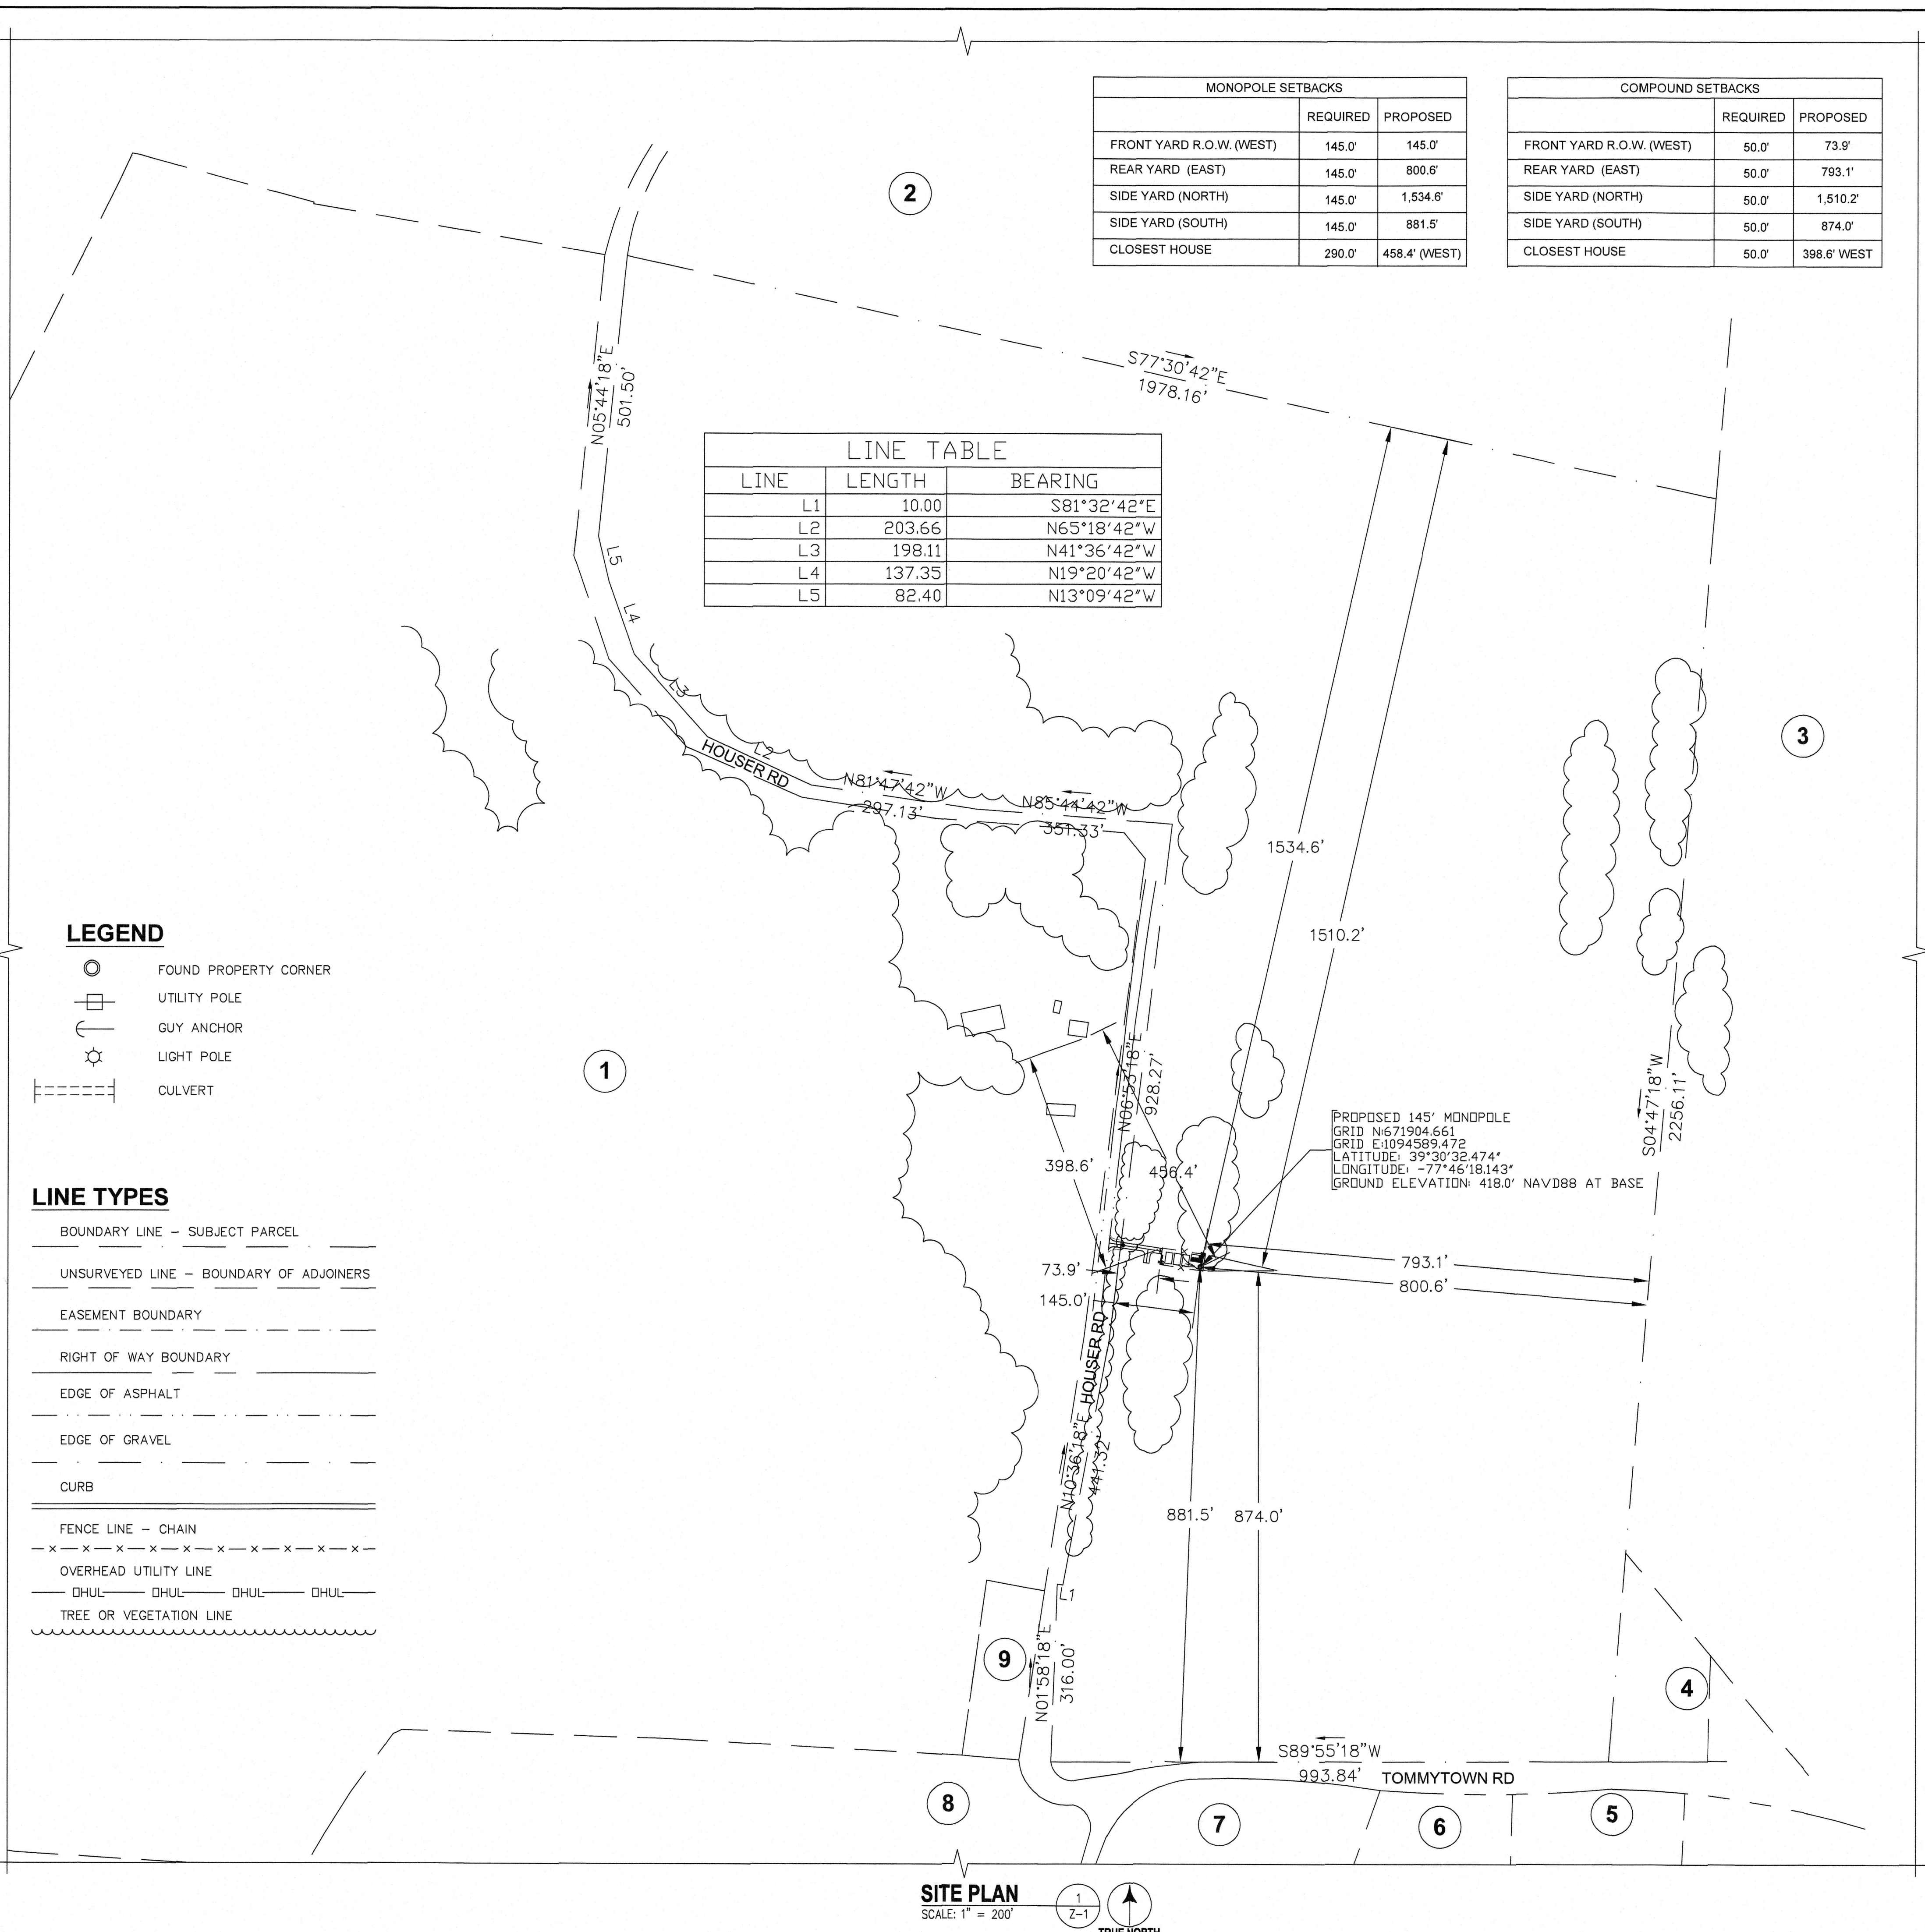 MONOPOLE SETBACKS
REQUIRED PROPOSED
FRONT YARD R.O.W. (WEST) 145.0' 145.0'
REAR YARD (EAST) 145.0' 800.6'
SIDE YARD (NORTH) 145.0' 1,534.6'
SIDE YARD (SOUTH) 145.0' 881.5'
CLOSEST HOUSE 290.0' 458.4' (WEST)
COMPOUND SETBACKS
REQUIRED PROPOSED
FRONT YARD R.O.W. (WEST) 50.0' 73.9'
REAR YARD (EAST) 50.0' 793.1'
SIDE YARD (NORTH) 50.0' 1,510.2'
SIDE YARD (SOUTH) 50.0' 874.0'
CLOSEST HOUSE 50.0' 398.6' WEST
2
S77°30'42"E
1978.16'
N05°44'18"E
501.50'
LINE TABLE
LINE LENGTH BEARING
L1 10.00 S81°32'42"E
L2 203.66 N65°18'42"W
L3 198.11 N41°36'42"W
L4 137.35 N19°20'42"W
L5 82.40 N13°09'42"W
L5
L4
L3
L2
HOUSER RD
N81°47'42"W
297.13'
N85°44'42"W
351.33'
3
1534.6'
1510.2'
LEGEND
FOUND PROPERTY CORNER
UTILITY POLE
GUY ANCHOR
LIGHT POLE
CULVERT
1
N06°53'18"E
928.27'
S04°47'18"W
2256.11'
PROPOSED 145' MONOPOLE
GRID N:671904.661
GRID E:1094589.472
LATITUDE: 39°30'32.474"
LONGITUDE: -77°46'18.143"
GROUND ELEVATION: 418.0' NAVD88 AT BASE
398.6'
456.4'
LINE TYPES
BOUNDARY LINE – SUBJECT PARCEL
UNSURVEYED LINE – BOUNDARY OF ADJOINERS
EASEMENT BOUNDARY
RIGHT OF WAY BOUNDARY
EDGE OF ASPHALT
EDGE OF GRAVEL
CURB
FENCE LINE – CHAIN
OVERHEAD UTILITY LINE
OHUL OHUL OHUL OHUL
TREE OR VEGETATION LINE
73.9'
145.0'
793.1'
800.6'
HOUSER RD
N10°36'18"E
441.32'
881.5'
874.0'
L1
9
N01°58'18"E
316.00'
4
S89°55'18"W
993.84'
TOMMYTOWN RD
8
7
6
5
SITE PLAN
SCALE: 1" = 200'
1
Z-1
TRUE NORTH